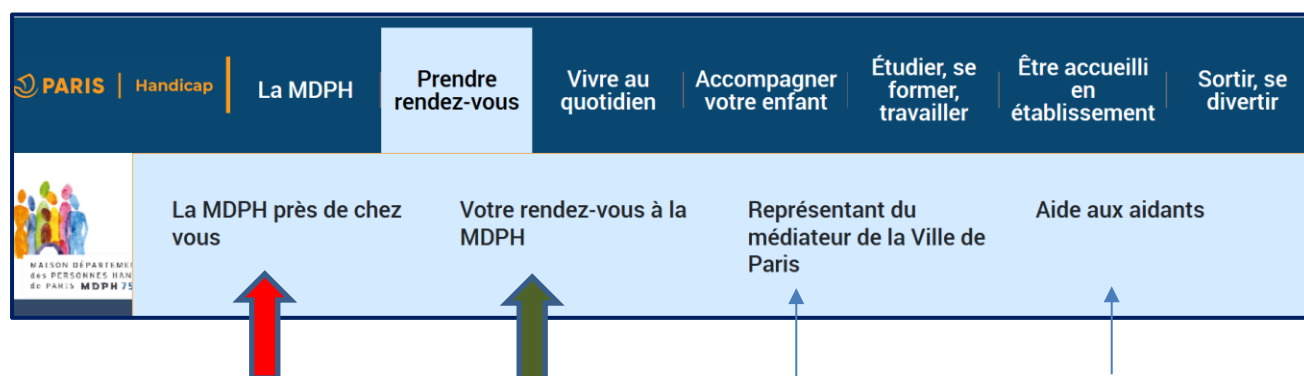 PARIS | Handicap
La MDPH
Prendre
rendez-vous
Vivre au
quotidien
Accompagner
votre enfant
Étudier, se
former,
travailler
Être accueilli
en
établissement
Sortir, se
divertir
MAISON DÉPARTEME
des PERSONNES HAN
de PARIS MDPH 75
La MDPH près de chez
vous
Votre rendez-vous à la
MDPH
Représentant du
médiateur de la Ville de
Paris
Aide aux aidants